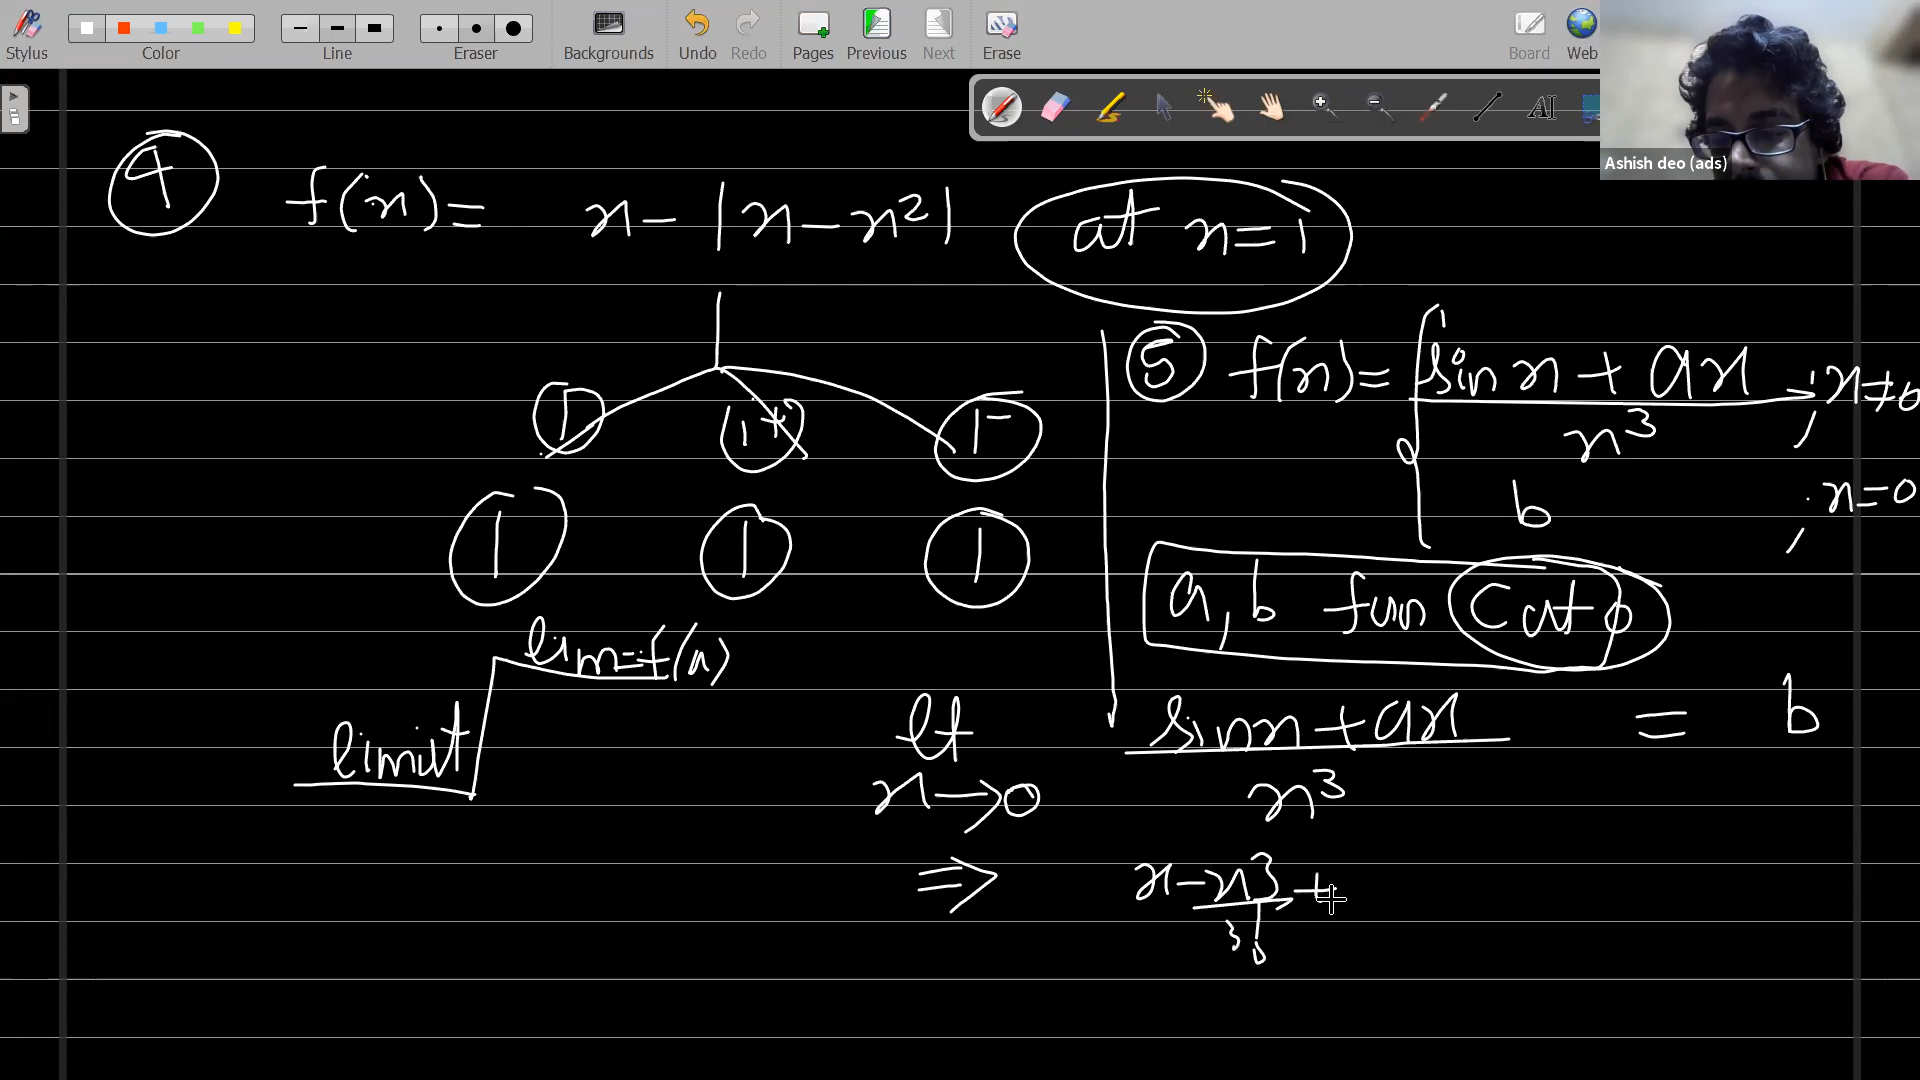 Stylus Color Line Eraser Backgrounds Undo Redo Pages Previous Next Erase Board Web
Ashish deo (ads)
4 f(x) = x - |x - x²| at x=1
1 1+ 1-
1 1 1
lim = f(a)
limit
5 f(x) = sin x + ax / x³ ; x≠0
b ; x=0
a, b fun C at 0
lt x→0 sinx + ax / x³ = b
⇒ x - x³/3! +
AI